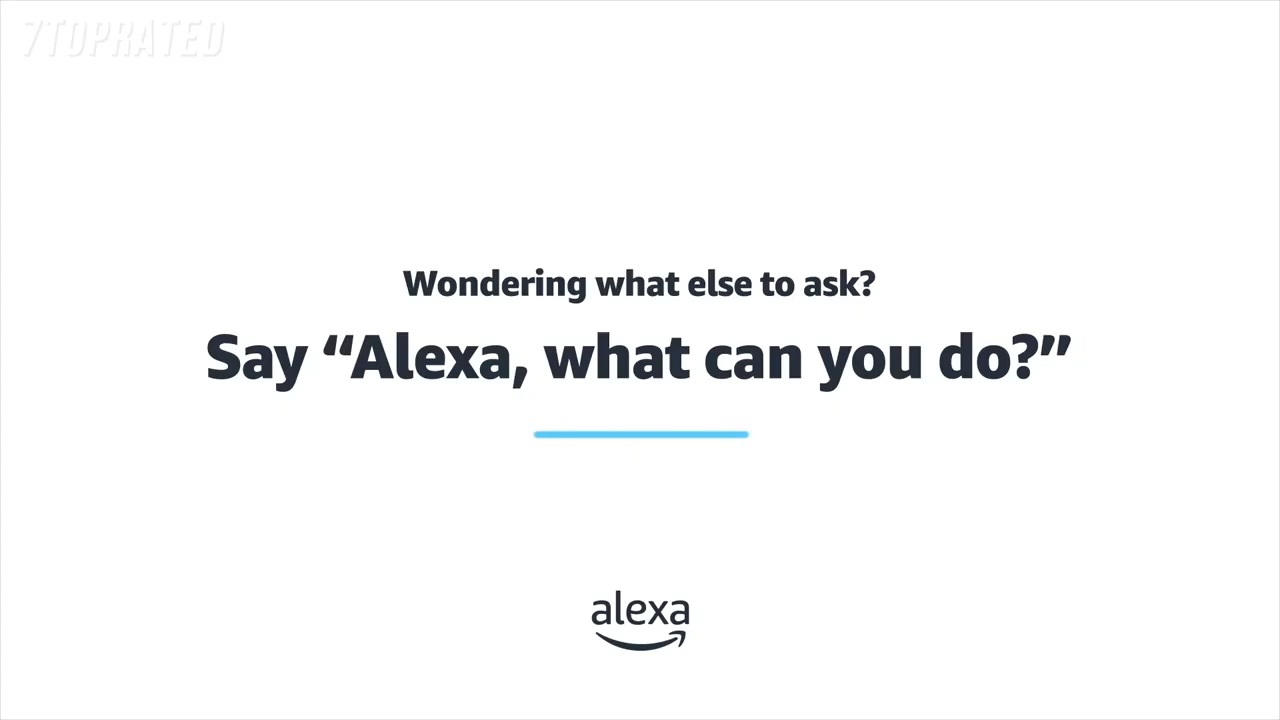 7TOPRATED
Wondering what else to ask?
Say “Alexa, what can you do?”
alexa